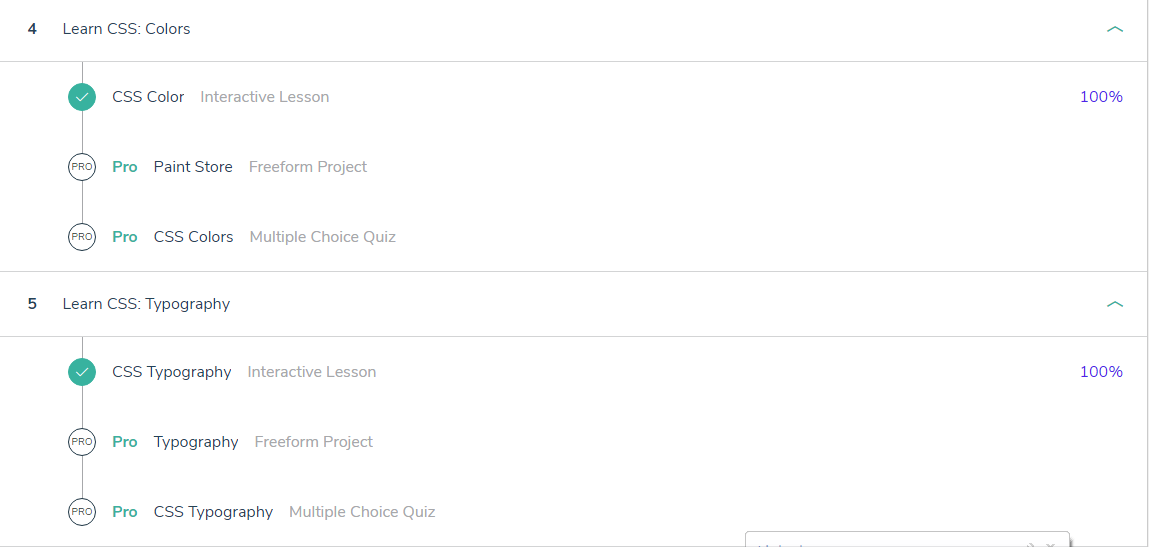 4 Learn CSS: Colors
CSS Color Interactive Lesson 100%
PRO Pro Paint Store Freeform Project
PRO Pro CSS Colors Multiple Choice Quiz
5 Learn CSS: Typography
CSS Typography Interactive Lesson 100%
PRO Pro Typography Freeform Project
PRO Pro CSS Typography Multiple Choice Quiz